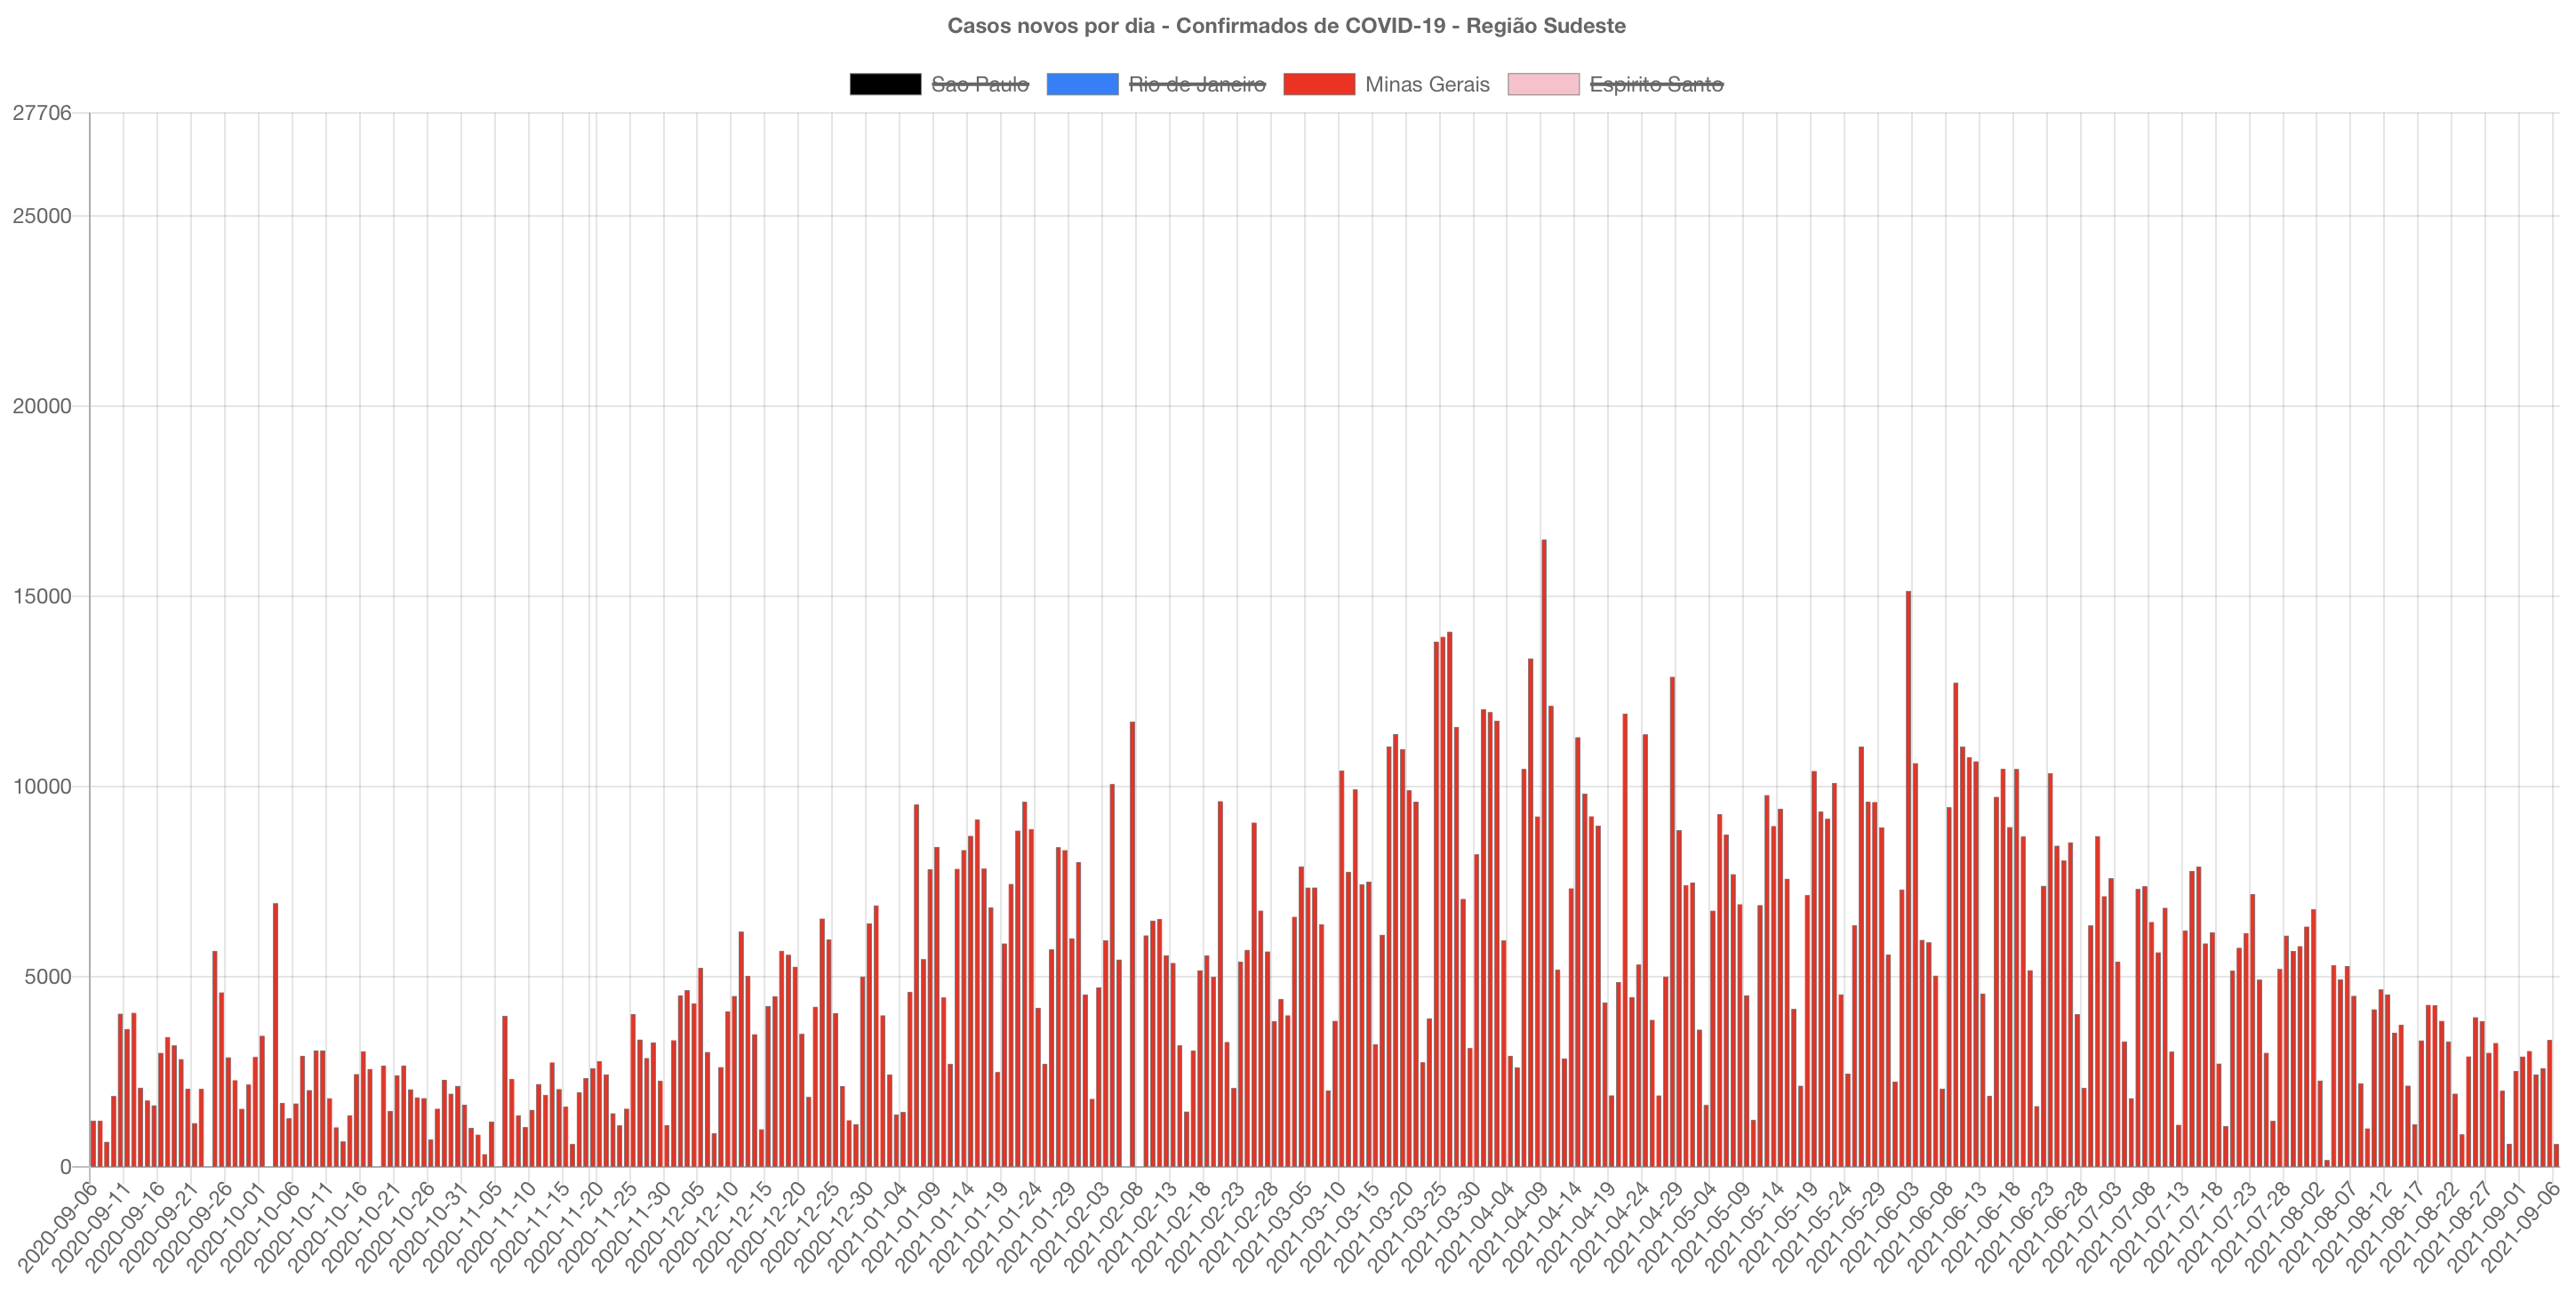 Casos novos por dia - Confirmados de COVID-19 - Região Sudeste
Sao Paulo Rio de Janeiro Minas Gerais Espirito Santo
27706
25000
20000
15000
10000
5000
0
2020-09-06 2020-09-11 2020-09-16 2020-09-21 2020-09-26 2020-10-01 2020-10-06 2020-10-11 2020-10-16 2020-10-21 2020-10-26 2020-10-31 2020-11-05 2020-11-10 2020-11-15 2020-11-20 2020-11-25 2020-11-30 2020-12-05 2020-12-10 2020-12-15 2020-12-20 2020-12-25 2020-12-30 2021-01-04 2021-01-09 2021-01-14 2021-01-19 2021-01-24 2021-01-29 2021-02-03 2021-02-08 2021-02-13 2021-02-18 2021-02-23 2021-02-28 2021-03-05 2021-03-10 2021-03-15 2021-03-20 2021-03-25 2021-03-30 2021-04-04 2021-04-09 2021-04-14 2021-04-19 2021-04-24 2021-04-29 2021-05-04 2021-05-09 2021-05-14 2021-05-19 2021-05-24 2021-05-29 2021-06-03 2021-06-08 2021-06-13 2021-06-18 2021-06-23 2021-06-28 2021-07-03 2021-07-08 2021-07-13 2021-07-18 2021-07-23 2021-07-28 2021-08-02 2021-08-07 2021-08-12 2021-08-17 2021-08-22 2021-08-27 2021-09-01 2021-09-06